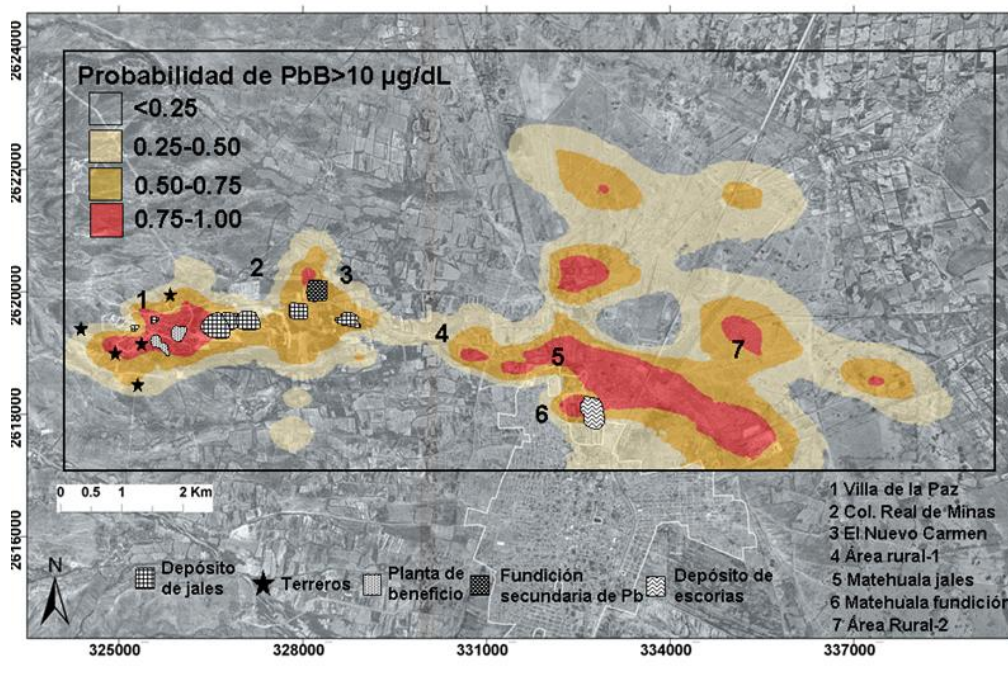 Probabilidad de PbB>10 µg/dL
<0.25
0.25-0.50
0.50-0.75
0.75-1.00
2624000
2622000
2620000
2618000
2616000
1
2
3
4
5
6
7
0 0.5 1 2 Km
N
Depósito
de jales
Terreros
Planta de
beneficio
Fundición
secundaria de Pb
Depósito de
escorias
1 Villa de la Paz
2 Col. Real de Minas
3 El Nuevo Carmen
4 Área rural-1
5 Matehuala jales
6 Matehuala fundición
7 Área Rural-2
325000
328000
331000
334000
337000